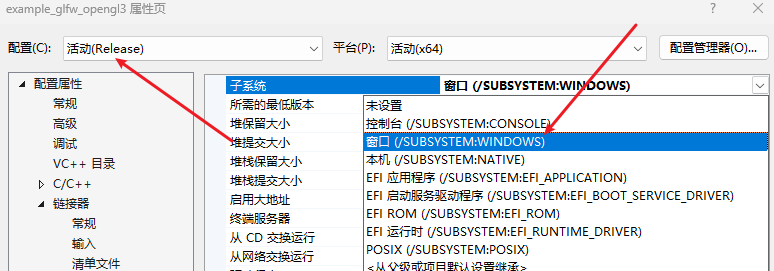 example_glfw_opengl3 属性页
配置(C): 活动(Release) 平台(P): 活动(x64) 配置管理器(O)...
配置属性
常规
高级
调试
VC++ 目录
C/C++
链接器
常规
输入
清单文件
子系统 窗口 (/SUBSYSTEM:WINDOWS)
所需的最低版本
堆保留大小
堆提交大小
堆栈保留大小
堆栈提交大小
启用大地址
终端服务器
从 CD 交换运行
从网络交换运行
未设置
控制台 (/SUBSYSTEM:CONSOLE)
窗口 (/SUBSYSTEM:WINDOWS)
本机 (/SUBSYSTEM:NATIVE)
EFI 应用程序 (/SUBSYSTEM:EFI_APPLICATION)
EFI 启动服务驱动程序 (/SUBSYSTEM:EFI_BOOT_SERVICE_DRIVER)
EFI ROM (/SUBSYSTEM:EFI_ROM)
EFI 运行时 (/SUBSYSTEM:EFI_RUNTIME_DRIVER)
POSIX (/SUBSYSTEM:POSIX)
<从父级或项目默认设置继承>